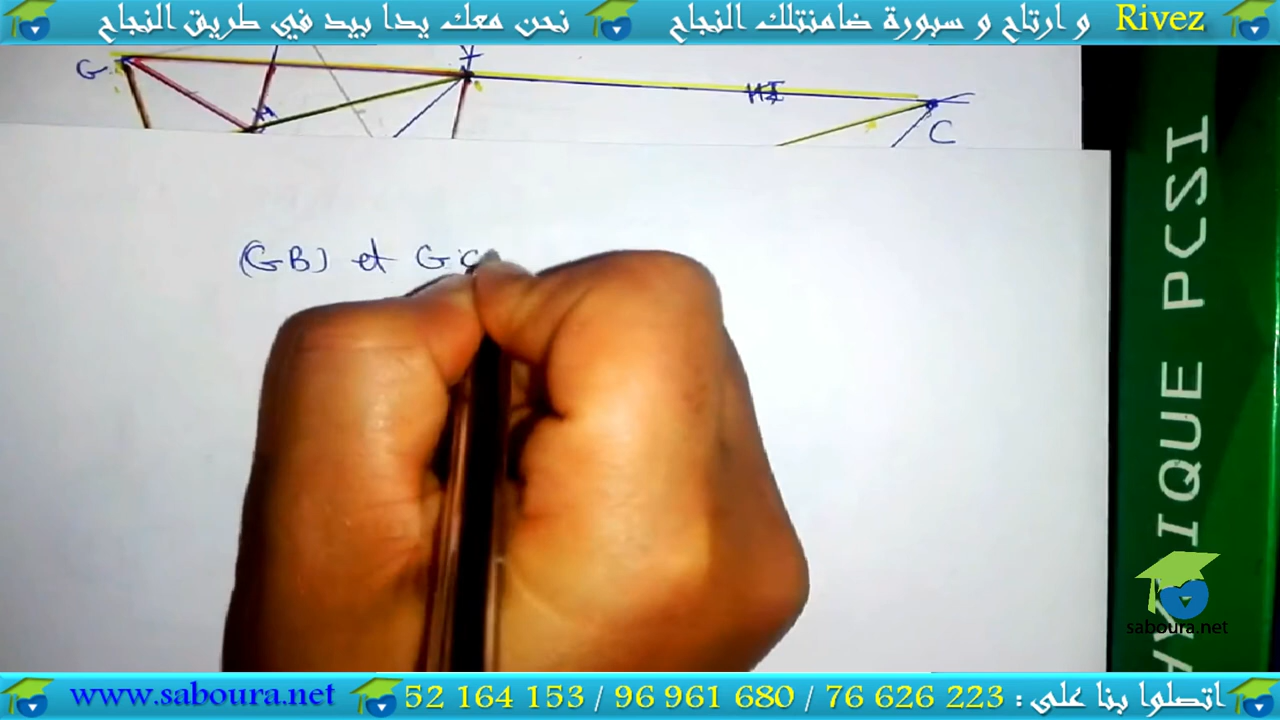 نحن معك يدا بيد في طريق النجاح و ارتاح و سبورة ضامنتلك النجاح Rivez
G
C
(GB) et GC
PHYSIQUE PCSI
saboura.net
www.saboura.net 52 164 153 / 96 961 680 / 76 626 223 : اتصلوا بنا على